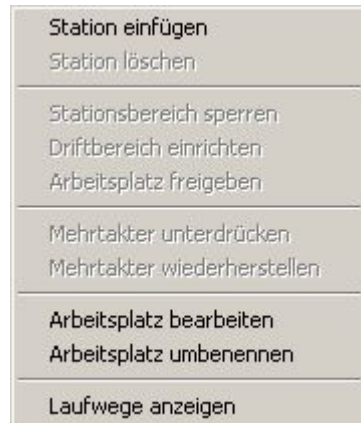 Station einfügen
Station löschen
Stationsbereich sperren
Driftbereich einrichten
Arbeitsplatz freigeben
Mehrtakter unterdrücken
Mehrtakter wiederherstellen
Arbeitsplatz bearbeiten
Arbeitsplatz umbenennen
Laufwege anzeigen